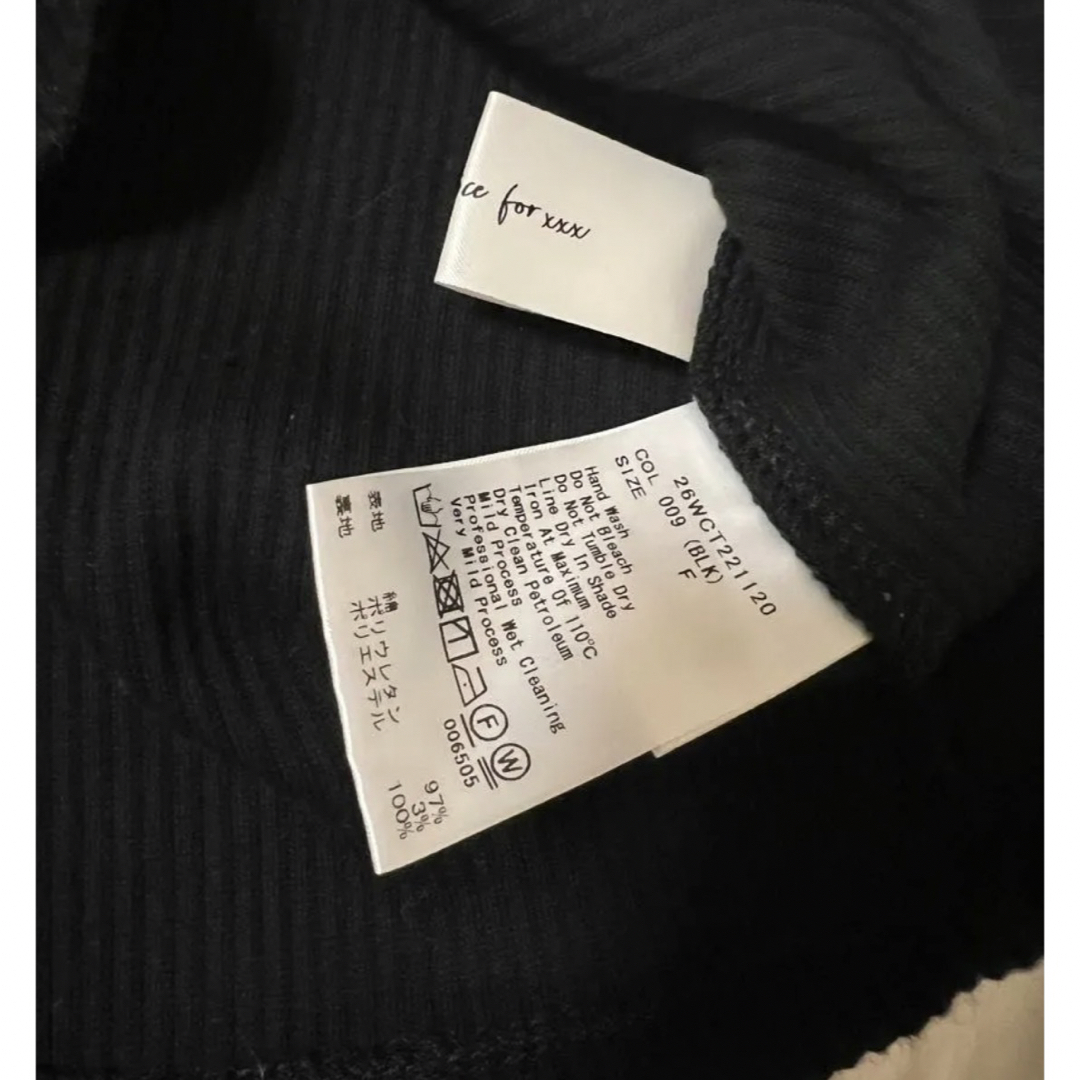 ce for xxx
26WCT221120
COL 009 (BLK)
SIZE F
Hand Wash
Do Not Bleach
Do Not Tumble Dry
Line Dry In Shade
Iron At Maximum
Temperature Of 110℃
Dry Clean Petroleum
Mild Process
Professional Wet Cleaning
Very Mild Process
F
W
006505
表地 綿 97%
ポリウレタン 3%
裏地 ポリエステル 100%